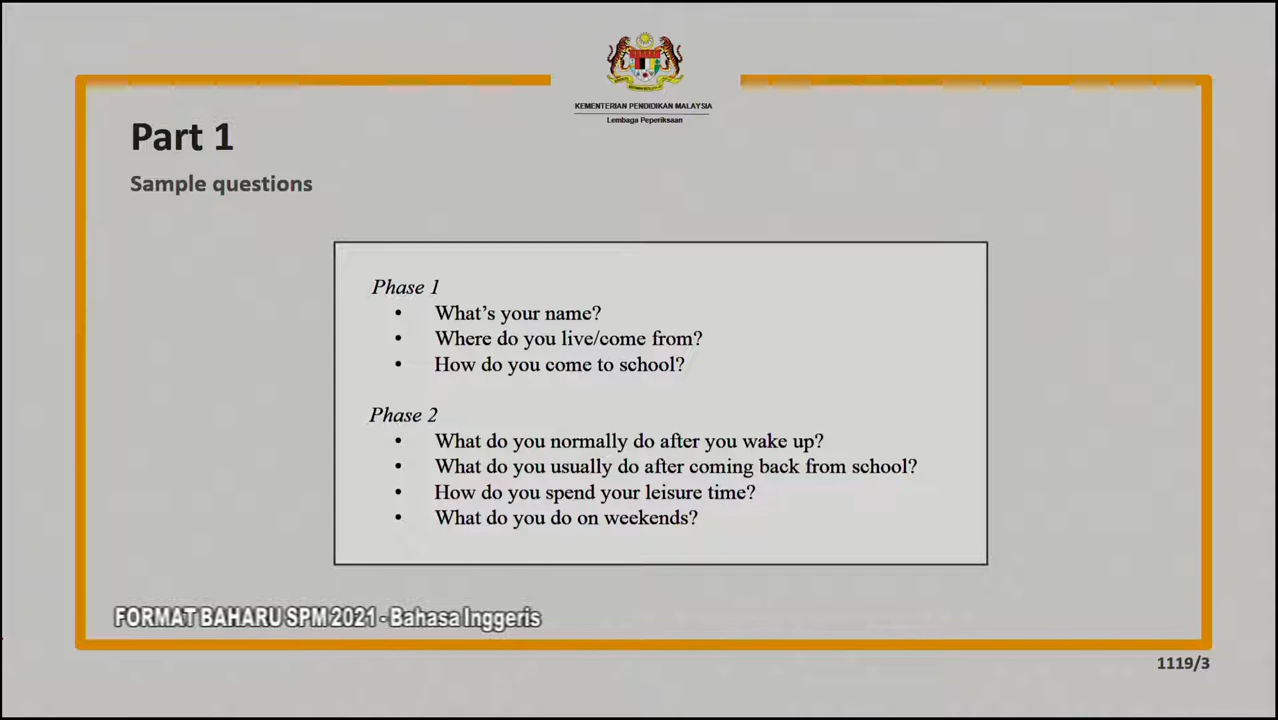 KEMENTERIAN PENDIDIKAN MALAYSIA
Lembaga Peperiksaan
Part 1
Sample questions
Phase 1
• What's your name?
• Where do you live/come from?
• How do you come to school?
Phase 2
• What do you normally do after you wake up?
• What do you usually do after coming back from school?
• How do you spend your leisure time?
• What do you do on weekends?
FORMAT BAHARU SPM 2021 - Bahasa Inggeris
1119/3